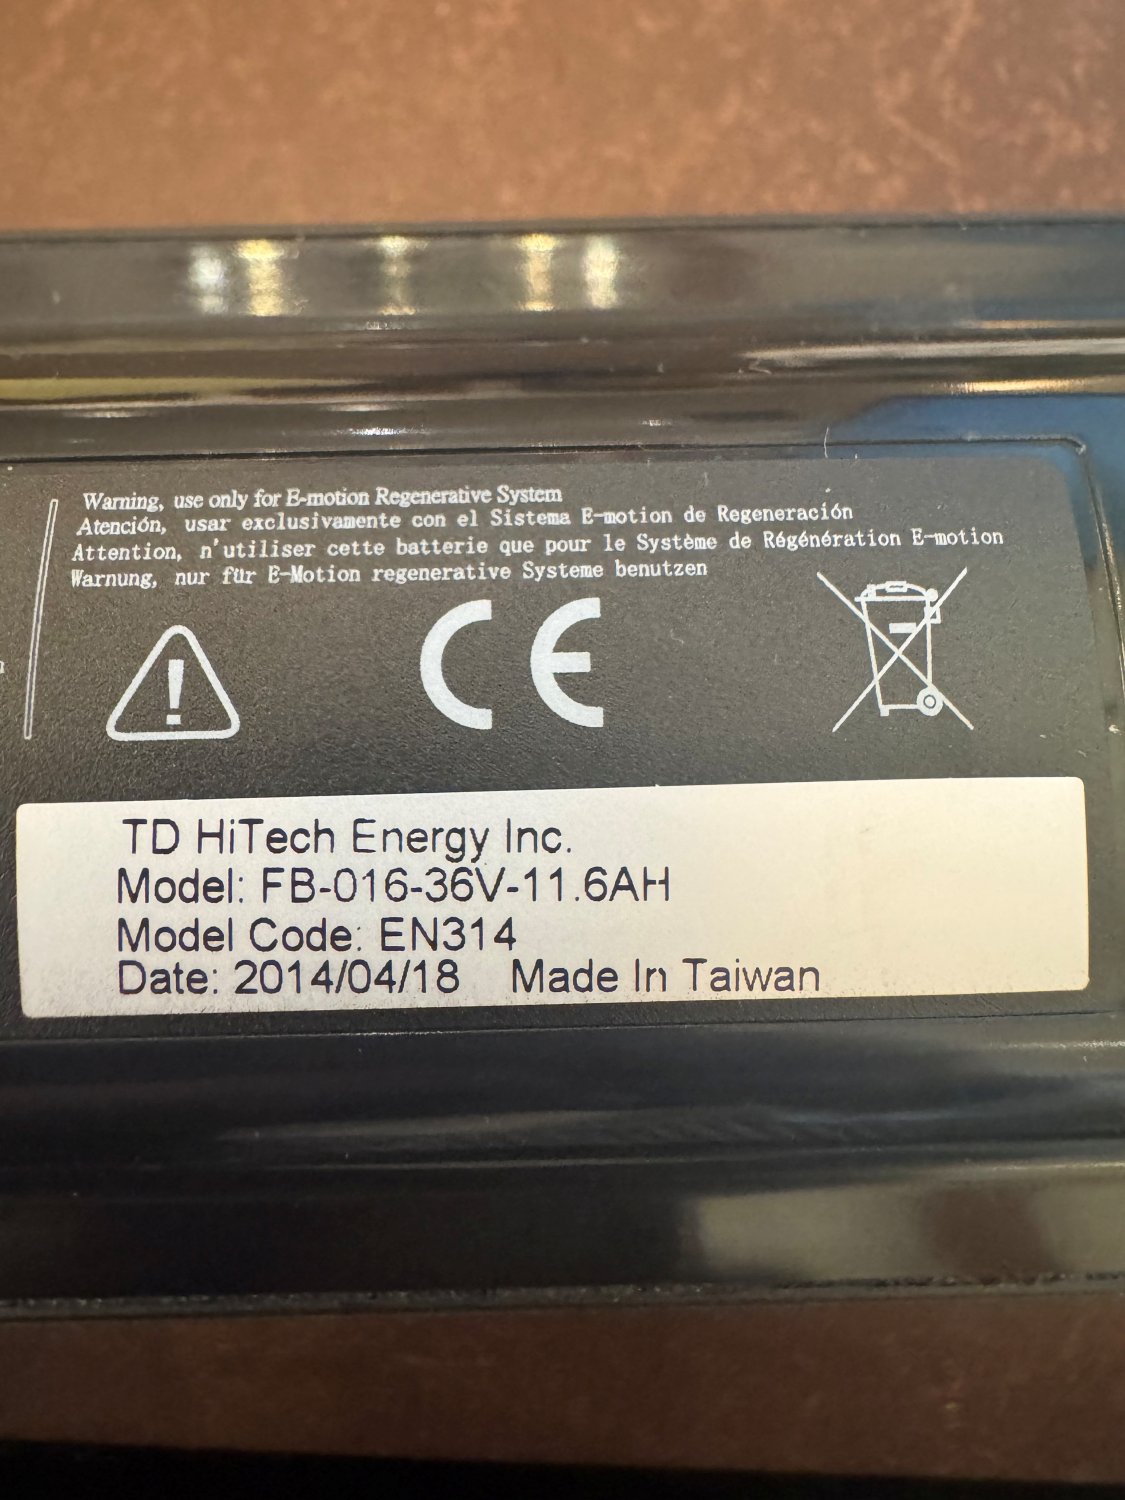 Warning, use only for E-motion Regenerative System
Atención, usar exclusivamente con el Sistema E-motion de Regeneración
Attention, n'utiliser cette batterie que pour le Système de Régénération E-motion
Warnung, nur für E-Motion regenerative Systeme benutzen
CE
TD HiTech Energy Inc.
Model: FB-016-36V-11.6AH
Model Code: EN314
Date: 2014/04/18 Made In Taiwan